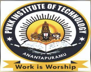 PVKK INSTITUTE OF TECHNOLOGY
ANANTAPURAMU
Work is Worship